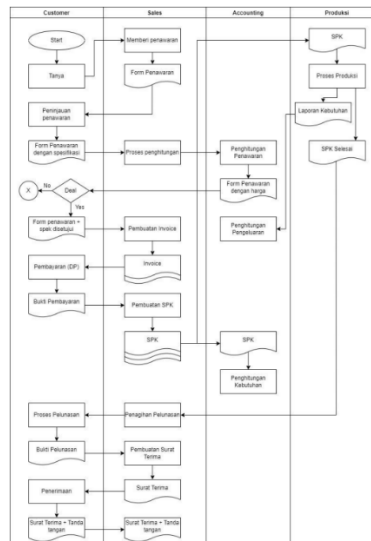 Customer
Sales
Accounting
Produksi
Start
Memberi penawaran
SPK
Tanya
Form Penawaran
Proses Produksi
Peninjauan
penawaran
Laporan Kebutuhan
Form Penawaran
dengan spesifikasi
Proses penghitungan
Penghitungan
Penawaran
SPK Selesai
X
No
Deal
Form Penawaran
dengan harga
Yes
Form penawaran +
spek disetujui
Pembuatan Invoice
Penghitungan
Pengeluaran
Pembayaran (DP)
Invoice
Bukti Pembayaran
Pembuatan SPK
SPK
SPK
Penghitungan
Kebutuhan
Proses Pelunasan
Penagihan Pelunasan
Bukti Pelunasan
Pembuatan Surat
Terima
Penerimaan
Surat Terima
Surat Terima + Tanda
tangan
Surat Terima + Tanda
tangan